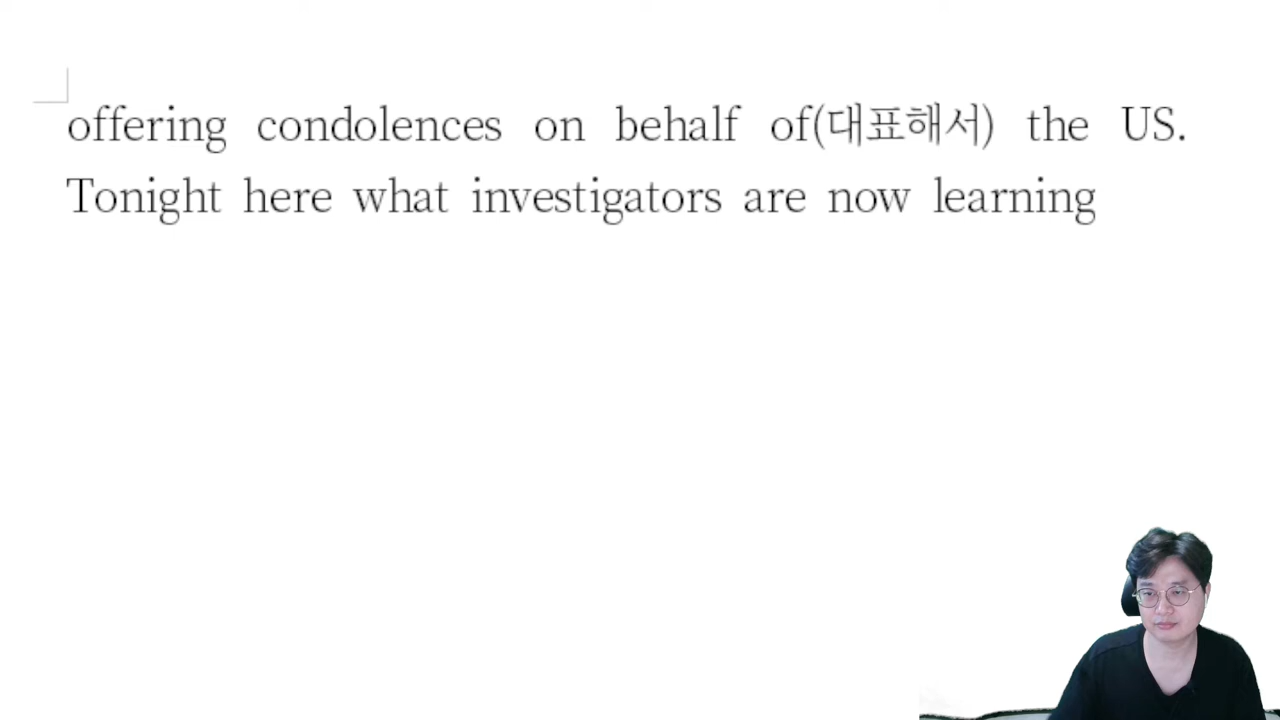 offering condolences on behalf of(대표해서) the US.
Tonight here what investigators are now learning